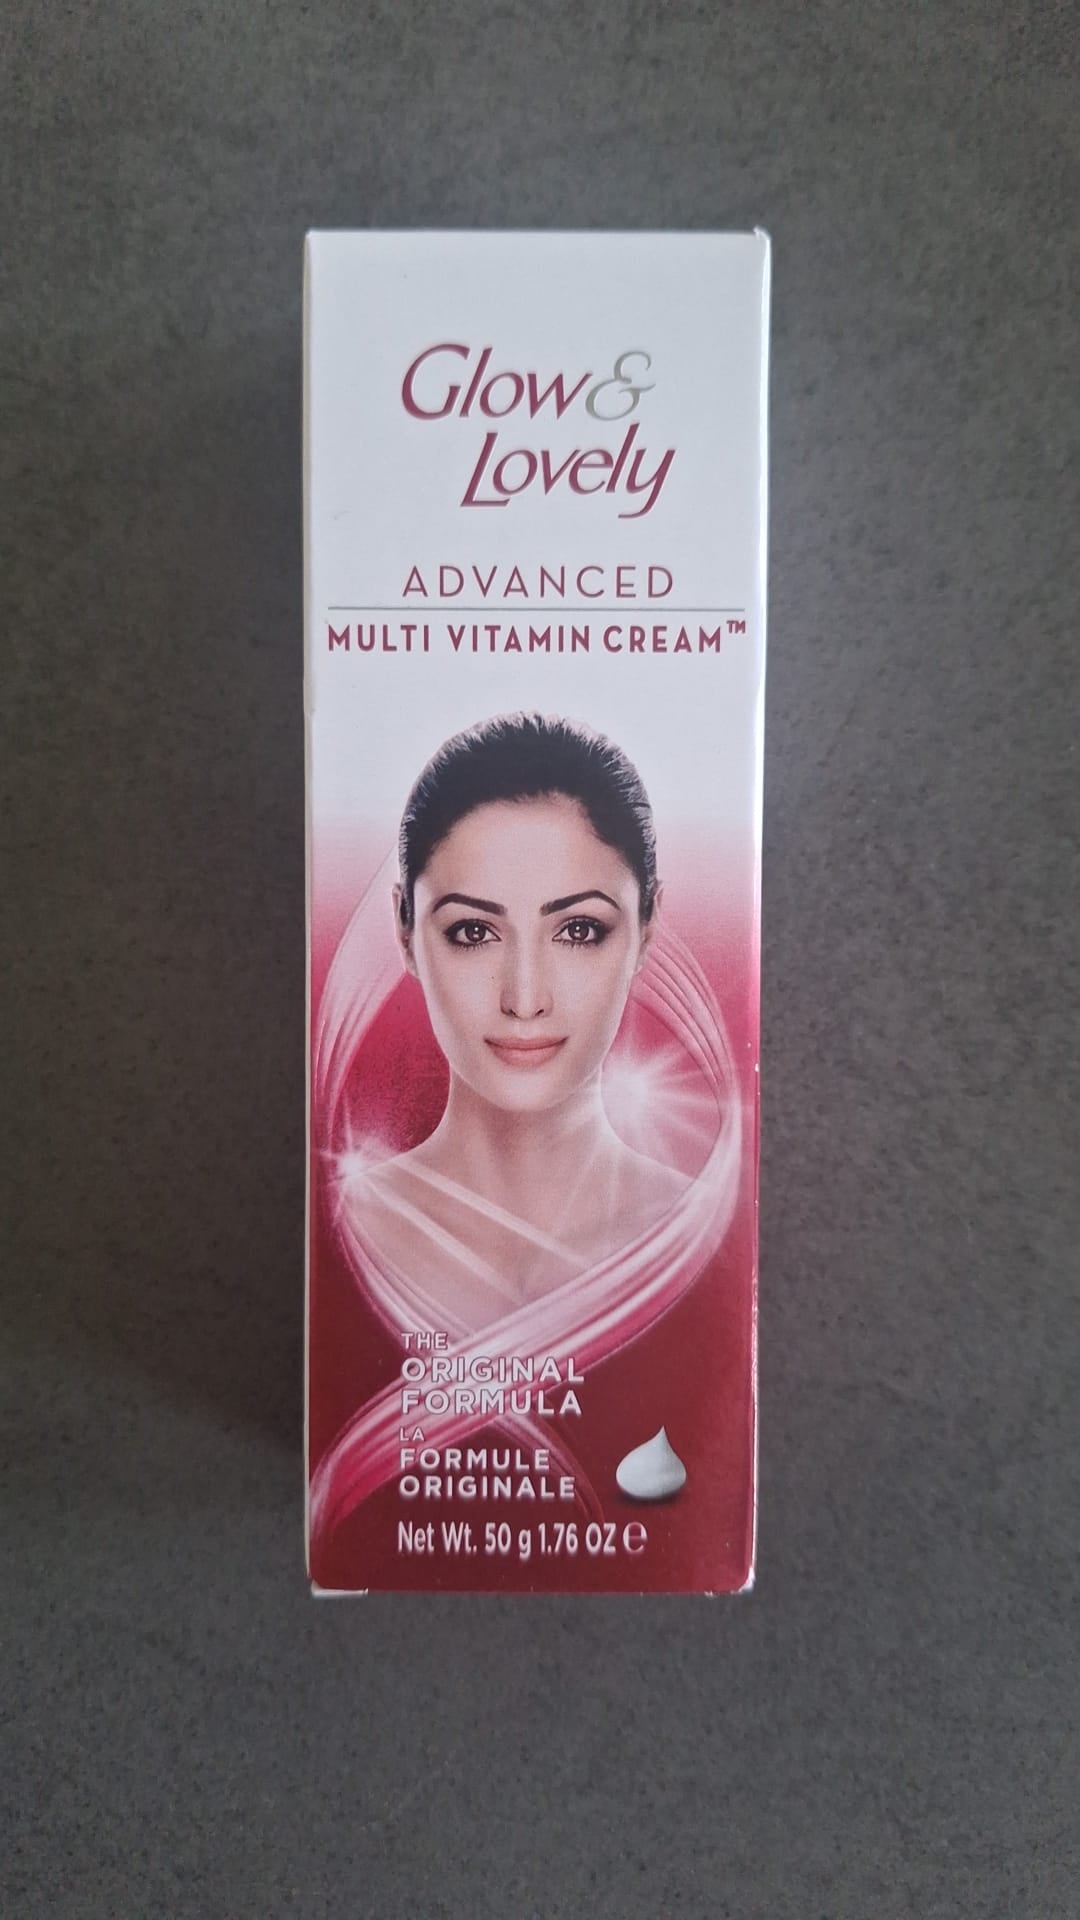 Glow &
Lovely
ADVANCED
MULTI VITAMIN CREAM™
THE
ORIGINAL
FORMULA
LA
FORMULE
ORIGINALE
Net Wt. 50 g 1.76 OZ ℮